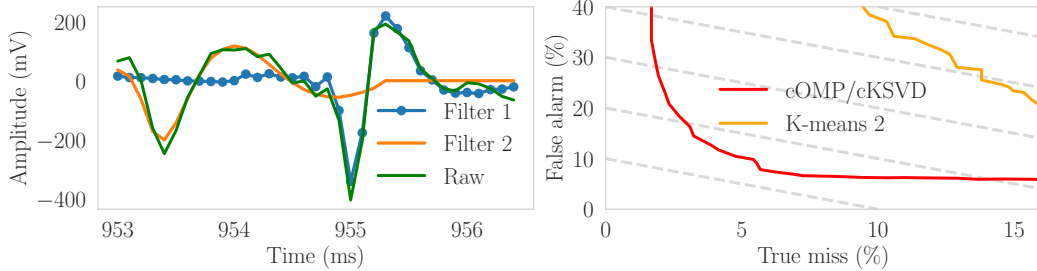 200
0
−200
−400
Amplitude (mV)
953
954
955
956
Time (ms)
Filter 1
Filter 2
Raw
40
30
20
10
0
False alarm (%)
0
5
10
15
True miss (%)
cOMP/cKSVD
K-means 2